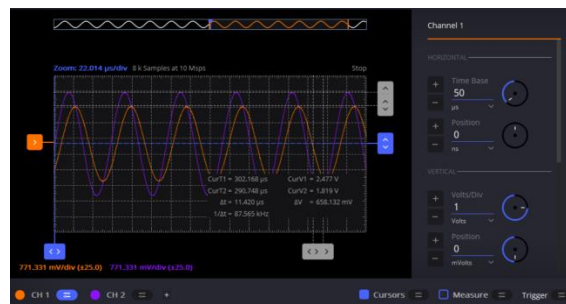 Channel 1
Zoom: 22.014 µs/div 8 k Samples at 10 Msps Stop
HORIZONTAL
Time Base
50
µs
Position
0
ns
VERTICAL
Volts/Div
1
Volts
Position
0
mVolts
CurT1 = 302.168 µs CurV1 = 2,477 V
CurT2 = 290,748 µs CurV2 = 1,819 V
Δt = 11.420 µs ΔV = 658.132 mV
1/Δt = 87,565 kHz
771.331 mV/div (±25.0) 771.331 mV/div (±25.0)
CH 1 CH 2 + Cursors Measure Trigger